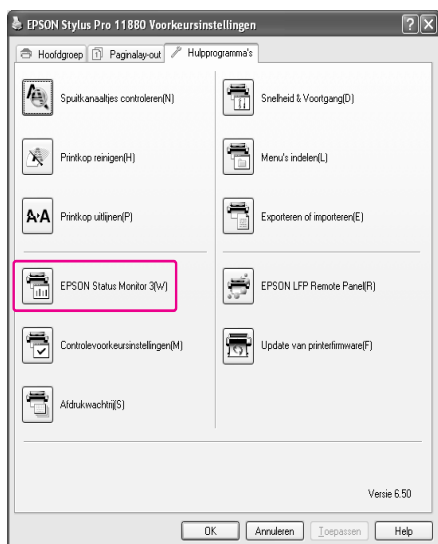 EPSON Stylus Pro 11880 Voorkeursinstellingen
Hoofdgroep Paginalay-out Hulpprogramma's
Spuitkanaaltjes controleren(N)
Snelheid & Voortgang(D)
Printkop reinigen(H)
Menu's indelen(L)
Printkop uitlijnen(P)
Exporteren of importeren(E)
EPSON Status Monitor 3(W)
EPSON LFP Remote Panel(R)
Controlevoorkeursinstellingen(M)
Update van printerfirmware(F)
Afdrukwachtrij(S)
Versie 6.50
OK Annuleren Toepassen Help